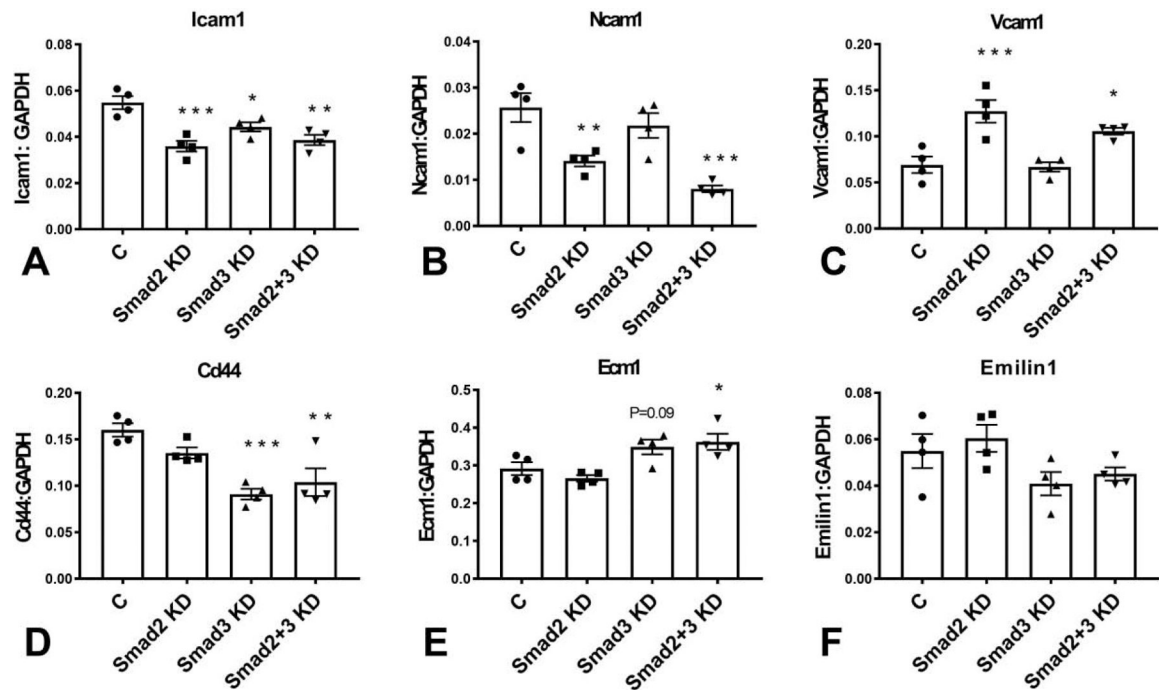 Icam1
Icam1: GAPDH
0.08
0.06
0.04
0.02
0.00
***
*
**
C
Smad2 KD
Smad3 KD
Smad2+3 KD
A
Ncam1
Ncam1:GAPDH
0.04
0.03
0.02
0.01
0.00
**
***
C
Smad2 KD
Smad3 KD
Smad2+3 KD
B
Vcam1
Vcam1:GAPDH
0.20
0.15
0.10
0.05
0.00
***
*
C
Smad2 KD
Smad3 KD
Smad2+3 KD
C
Cd44
Cd44:GAPDH
0.20
0.15
0.10
0.05
0.00
***
**
C
Smad2 KD
Smad3 KD
Smad2+3 KD
D
Ecm1
Ecm1:GAPDH
0.5
0.4
0.3
0.2
0.1
0.0
P=0.09
*
C
Smad2 KD
Smad3 KD
Smad2+3 KD
E
Emilin1
Emilin1:GAPDH
0.08
0.06
0.04
0.02
0.00
C
Smad2 KD
Smad3 KD
Smad2+3 KD
F